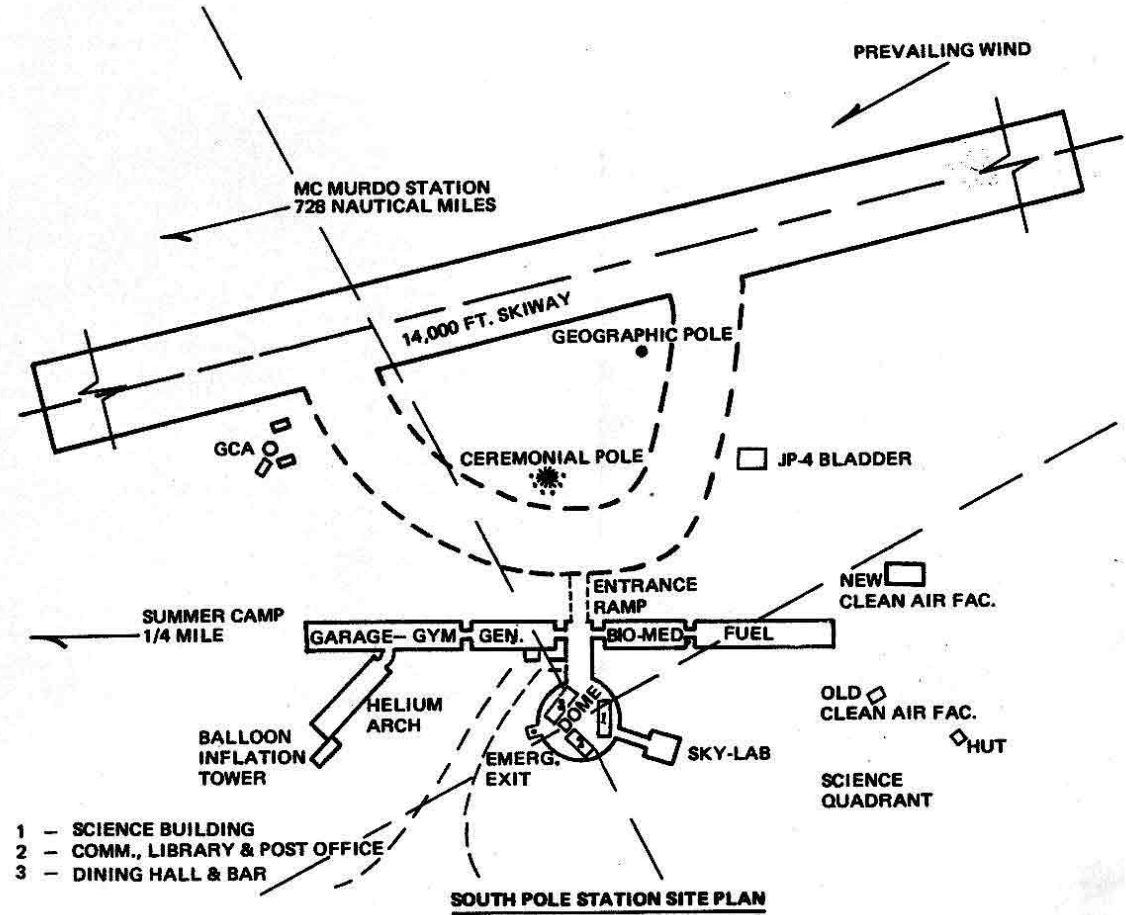 PREVAILING WIND
MC MURDO STATION
728 NAUTICAL MILES
14,000 FT. SKIWAY
GEOGRAPHIC POLE
GCA
CEREMONIAL POLE
JP-4 BLADDER
ENTRANCE
RAMP
NEW
CLEAN AIR FAC.
SUMMER CAMP
1/4 MILE
GARAGE – GYM
GEN.
BIO-MED
FUEL
HELIUM
ARCH
BALLOON
INFLATION
TOWER
3
DOME
1
2
EMERG.
EXIT
SKY-LAB
OLD
CLEAN AIR FAC.
HUT
SCIENCE
QUADRANT
1 – SCIENCE BUILDING
2 – COMM., LIBRARY & POST OFFICE
3 – DINING HALL & BAR
SOUTH POLE STATION SITE PLAN